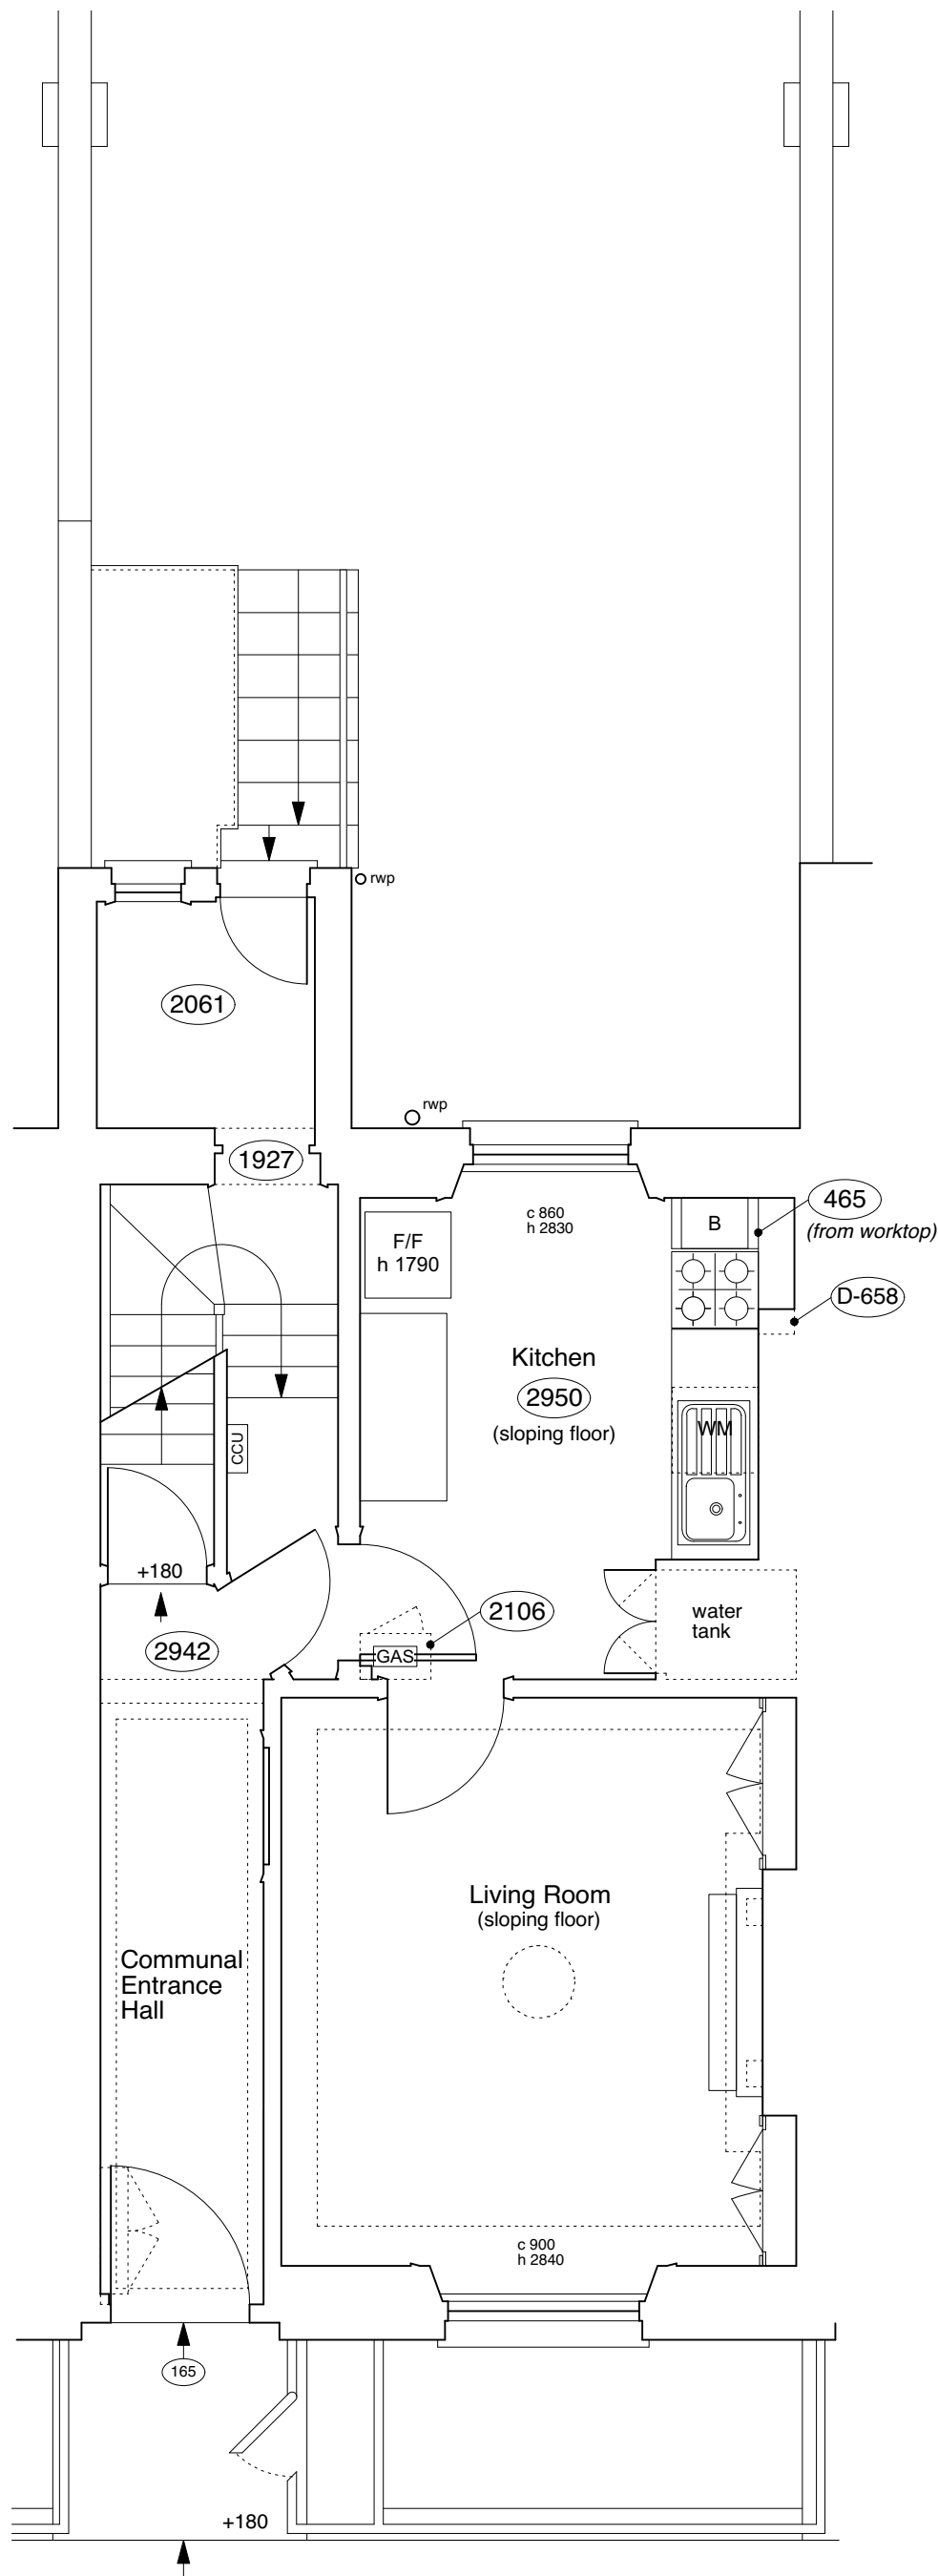 rwp
2061
rwp
1927
465
(from worktop)
c 860
h 2830
B
F/F
h 1790
D-658
Kitchen
2950
(sloping floor)
WM
CCU
+180
2106
water
tank
2942
GAS
Living Room
(sloping floor)
Communal
Entrance
Hall
c 900
h 2840
165
+180